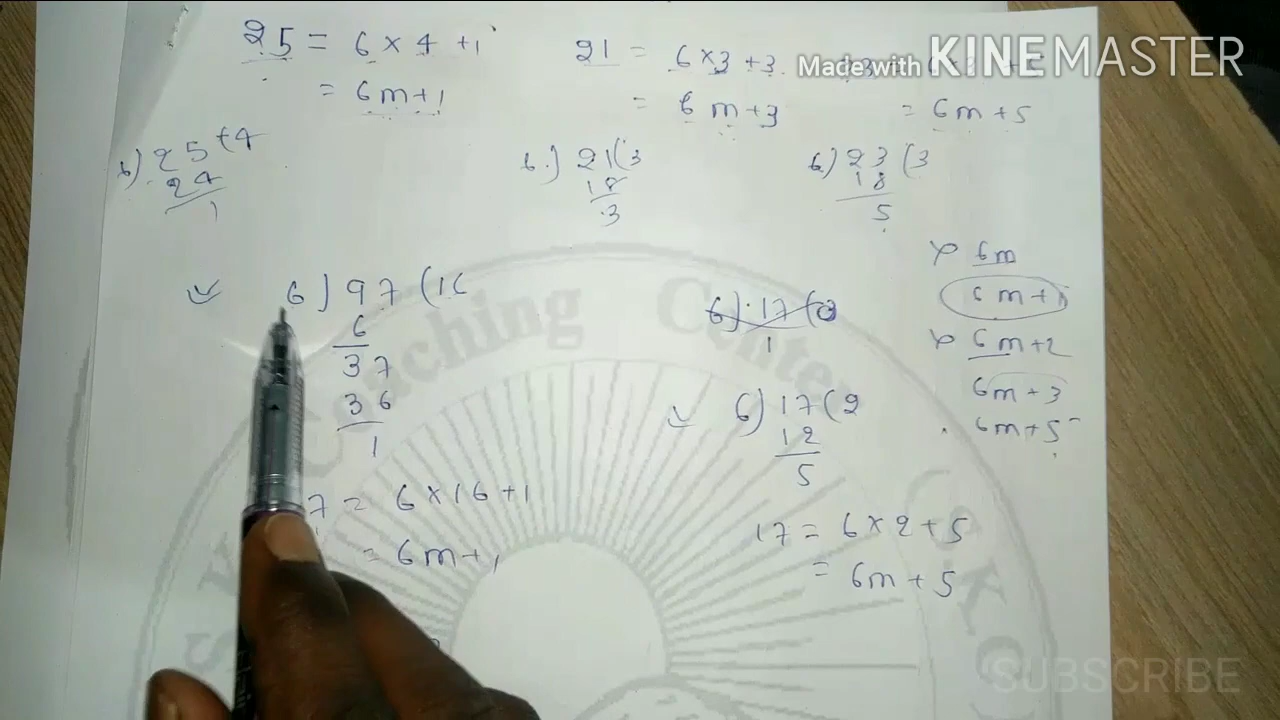 25 = 6 × 4 + 1
= 6m+1
21 = 6×3 + 3
= 6m+3
Made with KINEMASTER
= 6m + 5
6) 25 (4
24
1
6) 21 (3
18
3
6) 23 (3
18
5
6m
6m+1
6m+2
6m+3
6m+5
6) 97 (16
6
37
36
1
7 = 6×16+1
= 6m+1
6) 17 (
1
6) 17 (2
12
5
17 = 6×2+5
= 6m+5
Coaching Center
SUBSCRIBE